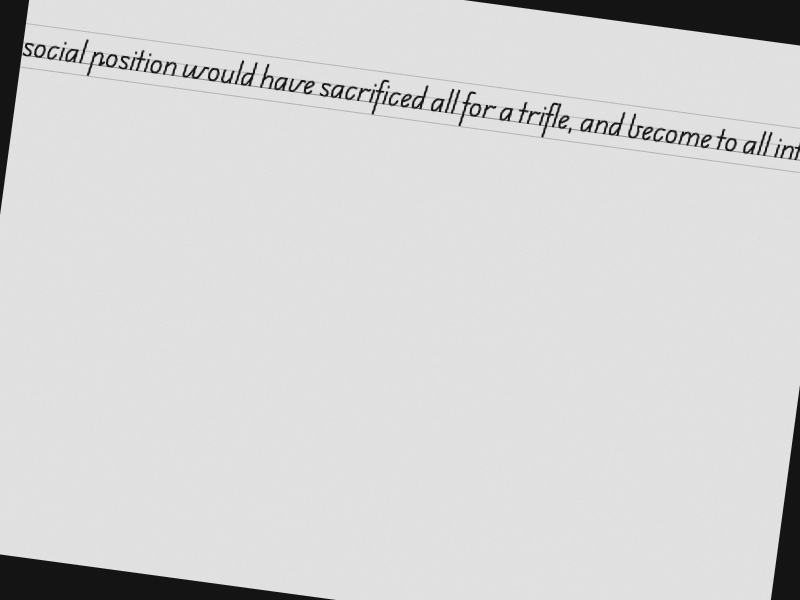 social position would have sacrificed all for a trifle, and become to all